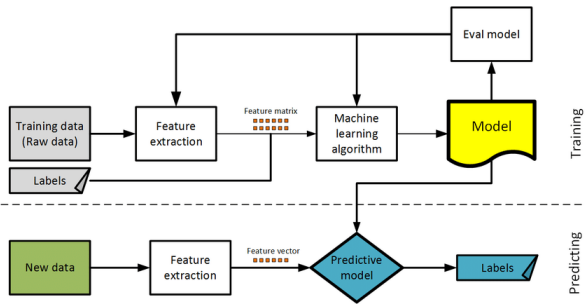 Eval model
Training data
(Raw data)
Feature
extraction
Feature matrix
Machine
learning
algorithm
Model
Labels
Training
New data
Feature
extraction
Feature vector
Predictive
model
Labels
Predicting